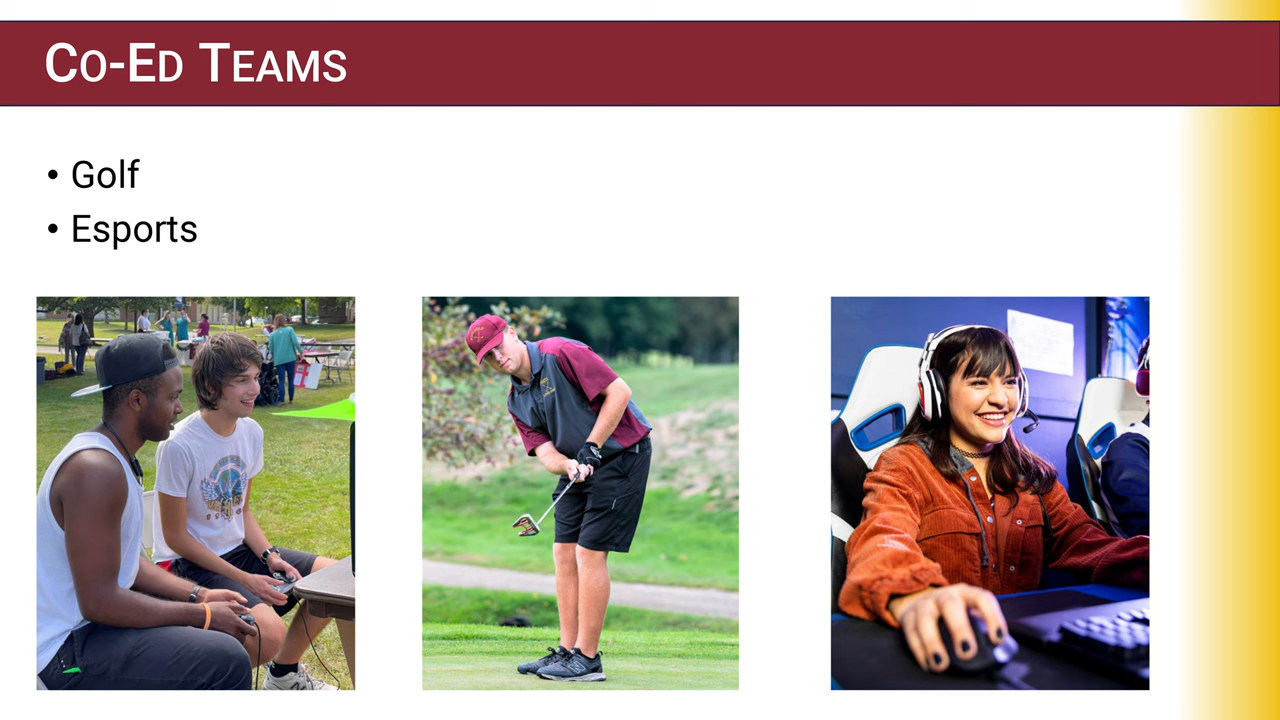 Co-Ed Teams
• Golf
• Esports